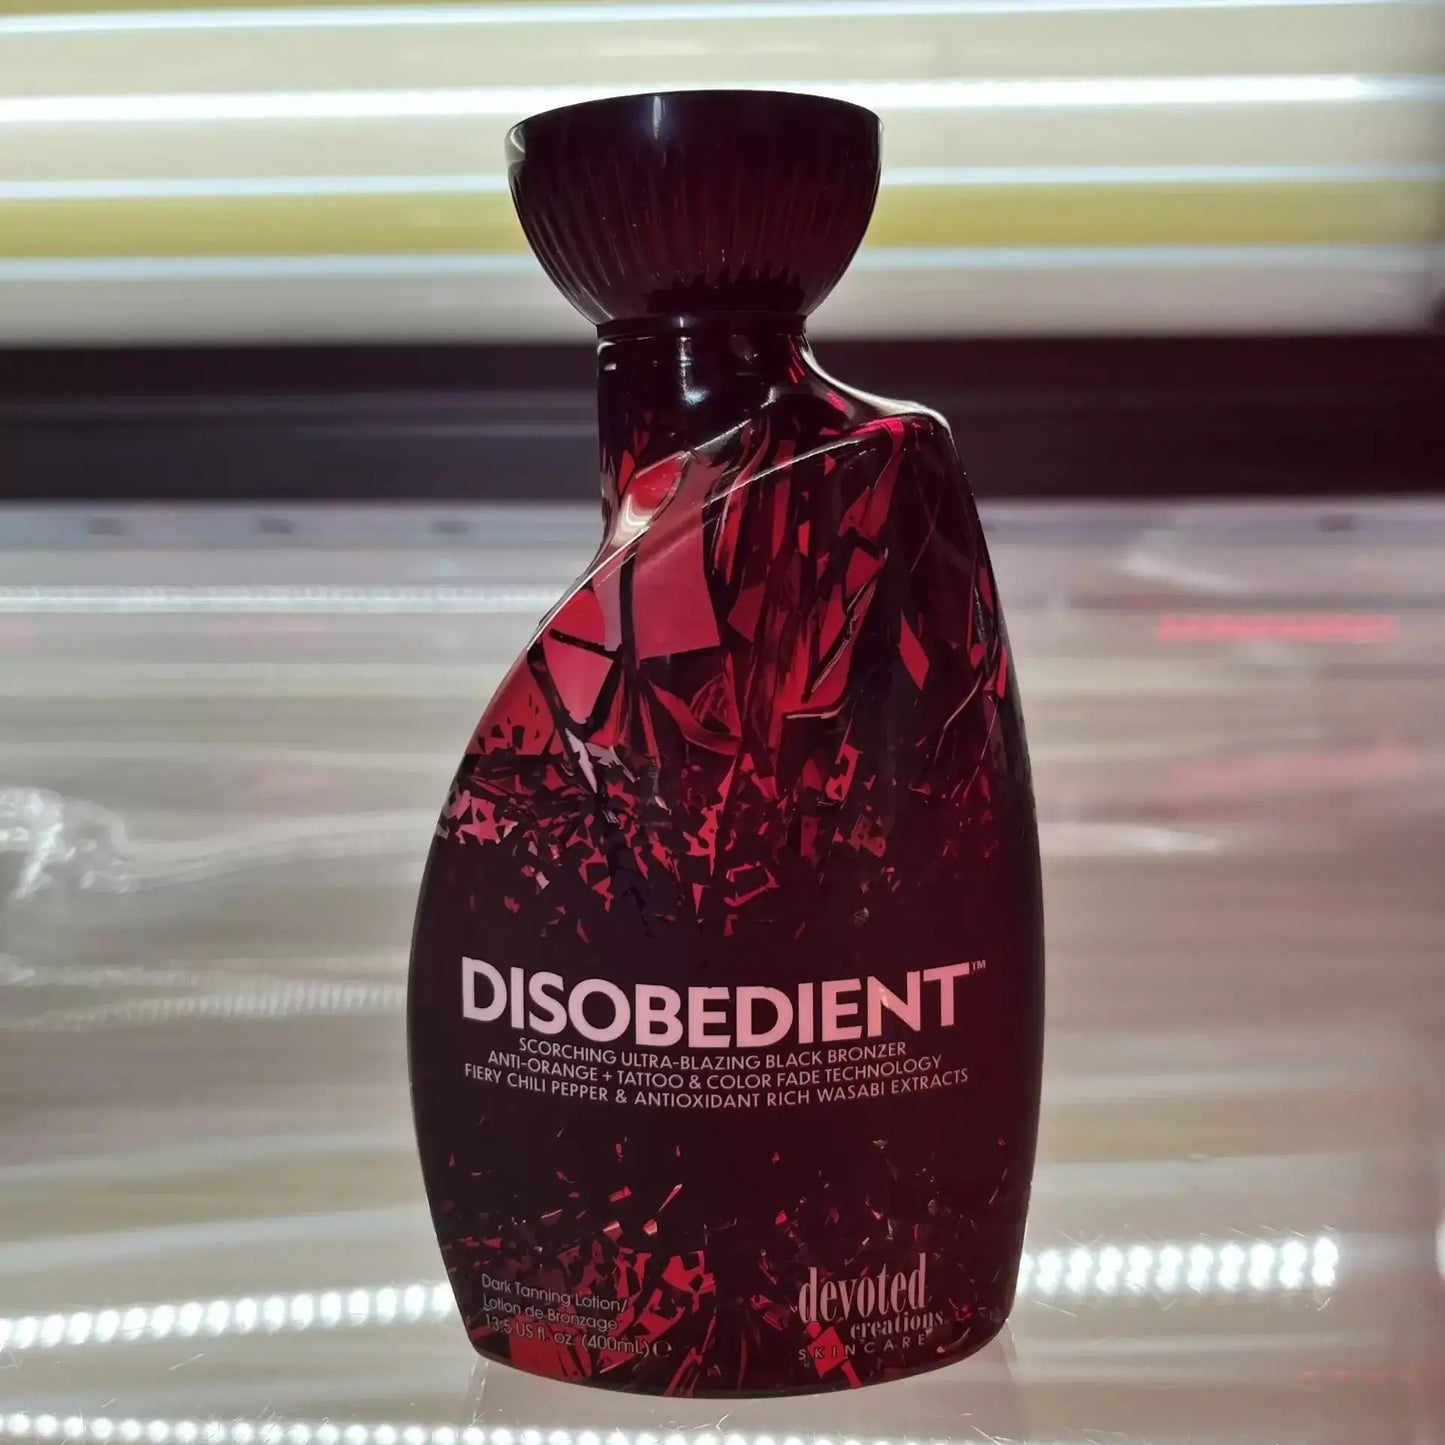 DISOBEDIENT™
SCORCHING ULTRA-BLAZING BLACK BRONZER
ANTI-ORANGE + TATTOO & COLOR FADE TECHNOLOGY
FIERY CHILI PEPPER & ANTIOXIDANT RICH WASABI EXTRACTS
Dark Tanning Lotion/
Lotion de Bronzage
13.5 US fl. oz. (400mL) ℮
devoted
creations
SKINCARE